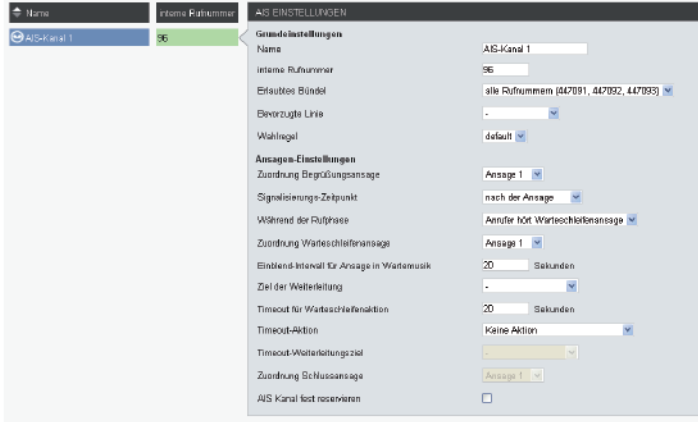 Name interne Rufnummer AIS EINSTELLUNGEN
AIS-Kanal 1 96
Grundeinstellungen
Name AIS-Kanal 1
interne Rufnummer 96
Erlaubtes Bündel alle Rufnummern (447091, 447092, 447093)
Bevorzugte Linie -
Wahlregel default
Ansagen-Einstellungen
Zuordnung Begrüßungsansage Ansage 1
Signalisierungs-Zeitpunkt nach der Ansage
Während der Rufphase Anrufer hört Warteschleifenansage
Zuordnung Warteschleifenansage Ansage 1
Einblend-Intervall für Ansage in Wartemusik 20 Sekunden
Ziel der Weiterleitung -
Timeout für Warteschleifenaktion 20 Sekunden
Timeout-Aktion Keine Aktion
Timeout-Weiterleitungsziel -
Zuordnung Schlussansage Ansage 1
AIS Kanal fest reservieren